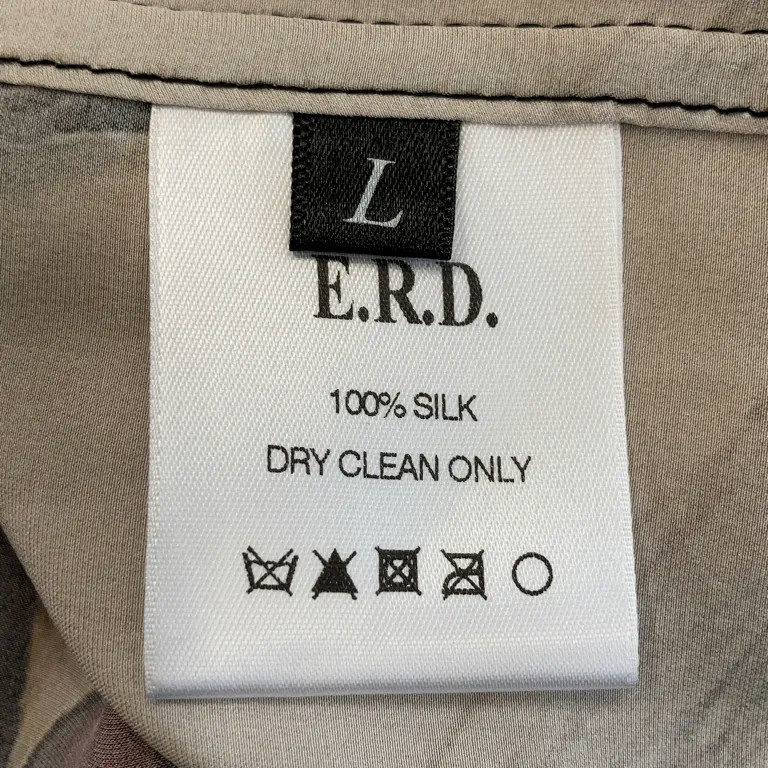 L
E.R.D.
100% SILK
DRY CLEAN ONLY